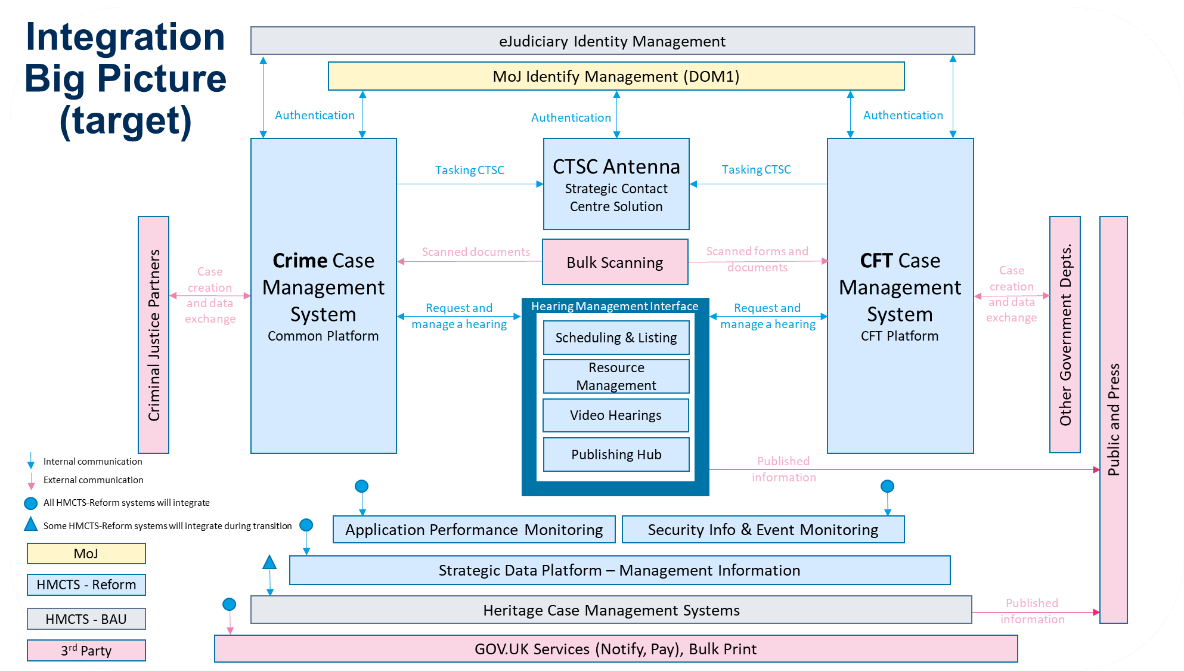 Integration
Big Picture
(target)
eJudiciary Identity Management
MoJ Identify Management (DOM1)
Authentication
Authentication
Authentication
CTSC Antenna
Strategic Contact
Centre Solution
Tasking CTSC
Tasking CTSC
Crime Case
Management
System
Common Platform
CFT Case
Management
System
CFT Platform
Scanned documents
Bulk Scanning
Scanned forms and
documents
Criminal Justice Partners
Case
creation
and data
exchange
Request and
manage a hearing
Hearing Management Interface
Scheduling & Listing
Resource
Management
Video Hearings
Publishing Hub
Request and
manage a hearing
Case
creation
and data
exchange
Other Government Depts.
Public and Press
Published
information
Internal communication
External communication
All HMCTS-Reform systems will integrate
Some HMCTS-Reform systems will integrate during transition
MoJ
HMCTS - Reform
HMCTS - BAU
3rd Party
Application Performance Monitoring
Security Info & Event Monitoring
Strategic Data Platform – Management Information
Heritage Case Management Systems
Published
information
GOV.UK Services (Notify, Pay), Bulk Print